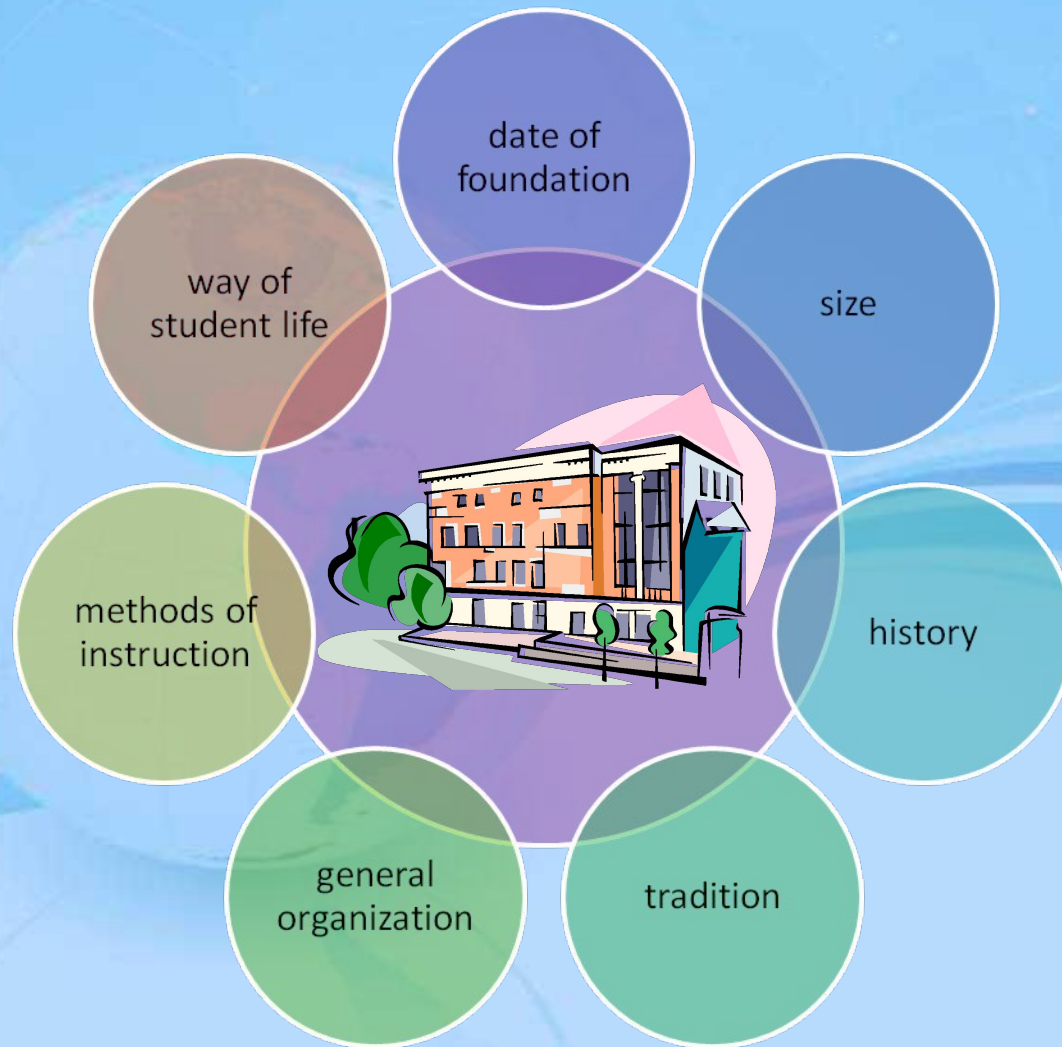 date of
foundation
size
history
tradition
general
organization
methods of
instruction
way of
student life